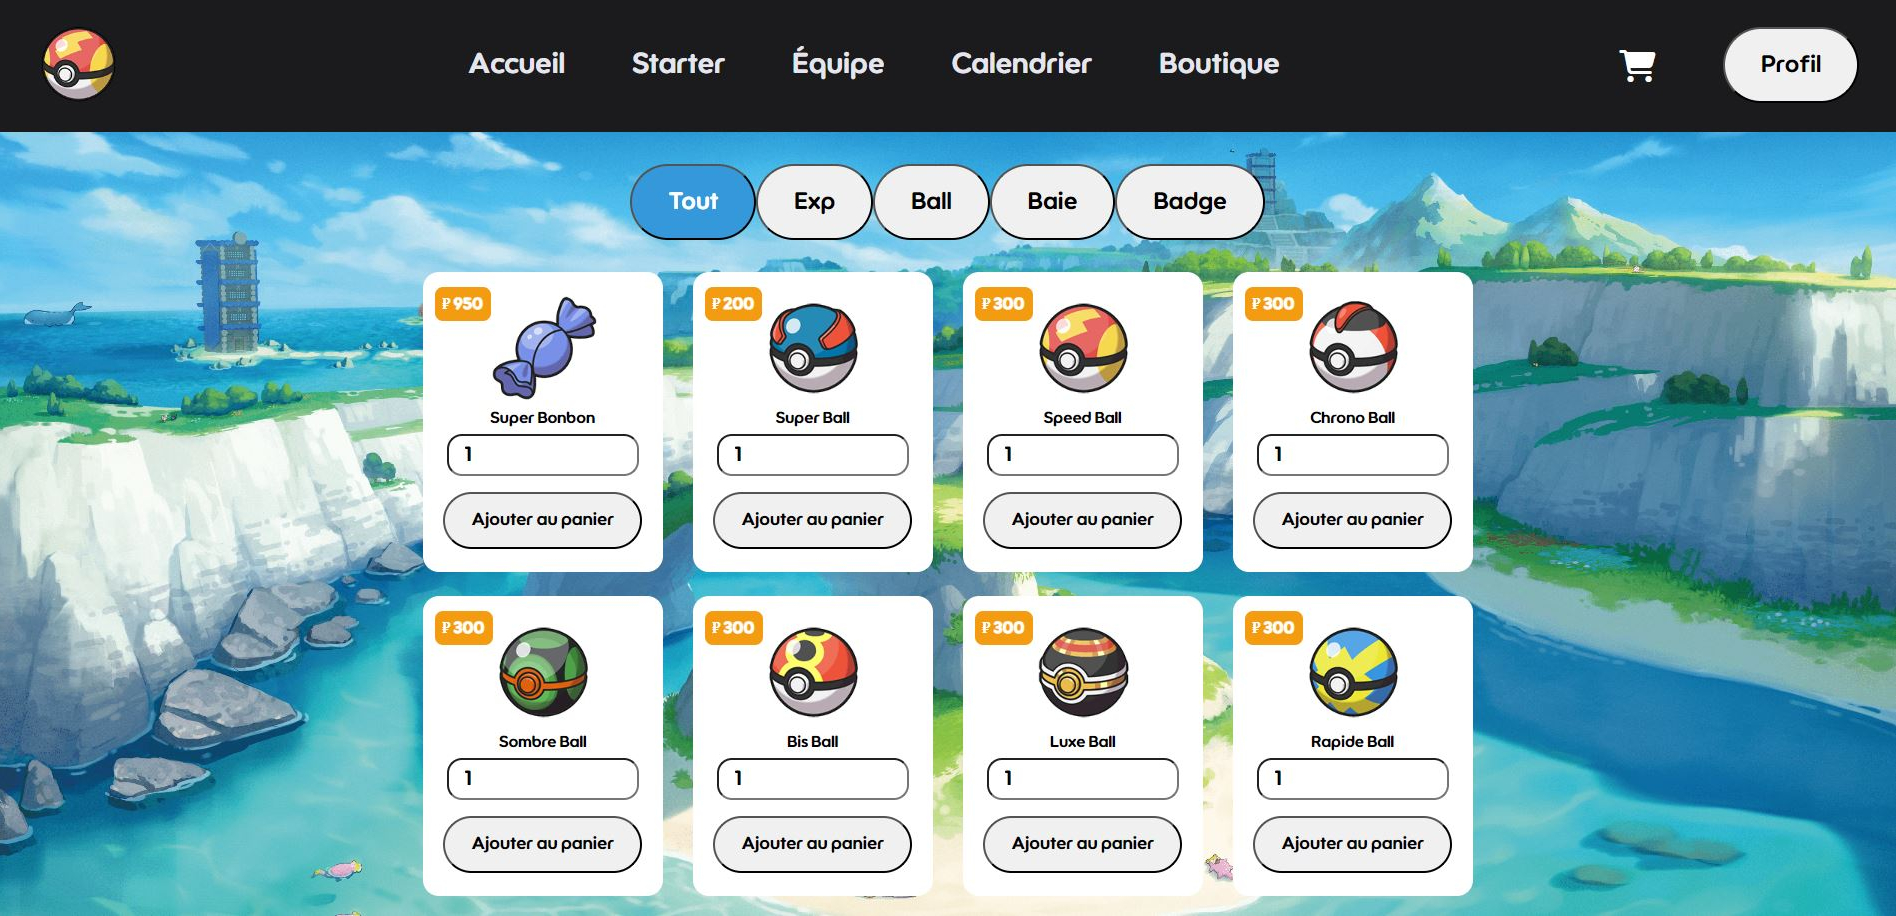 Accueil Starter Équipe Calendrier Boutique Profil
Tout Exp Ball Baie Badge
₽ 950 ₽ 200 ₽ 300 ₽ 300
Super Bonbon Super Ball Speed Ball Chrono Ball
1 1 1 1
Ajouter au panier Ajouter au panier Ajouter au panier Ajouter au panier
₽ 300 ₽ 300 ₽ 300 ₽ 300
Sombre Ball Bis Ball Luxe Ball Rapide Ball
1 1 1 1
Ajouter au panier Ajouter au panier Ajouter au panier Ajouter au panier